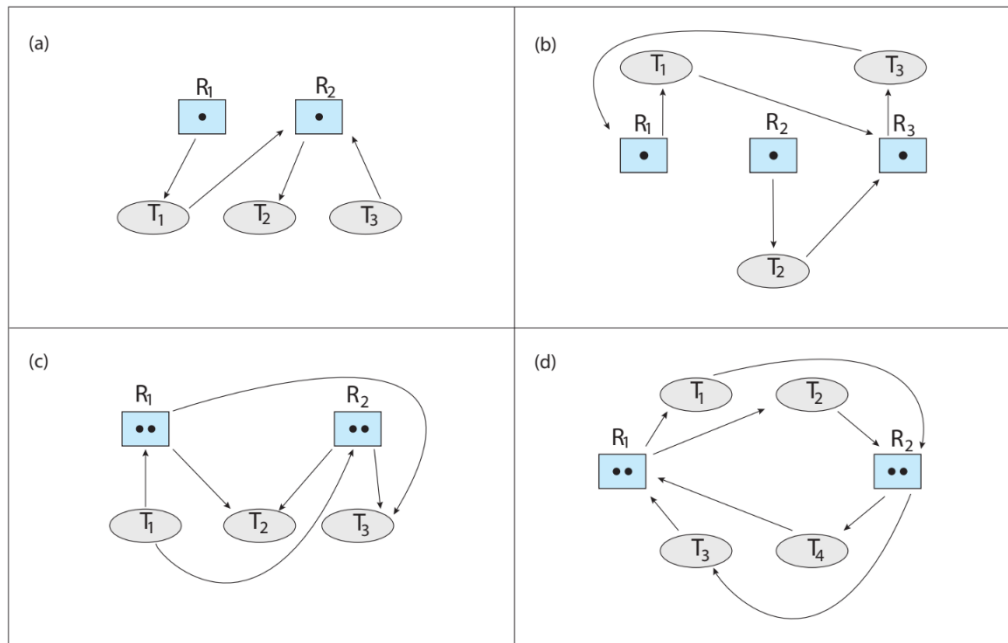 (a)
R₁ R₂
T₁ T₂ T₃
(b)
T₁ T₃
R₁ R₂ R₃
T₂
(c)
R₁ R₂
T₁ T₂ T₃
(d)
T₁ T₂
R₁ R₂
T₃ T₄